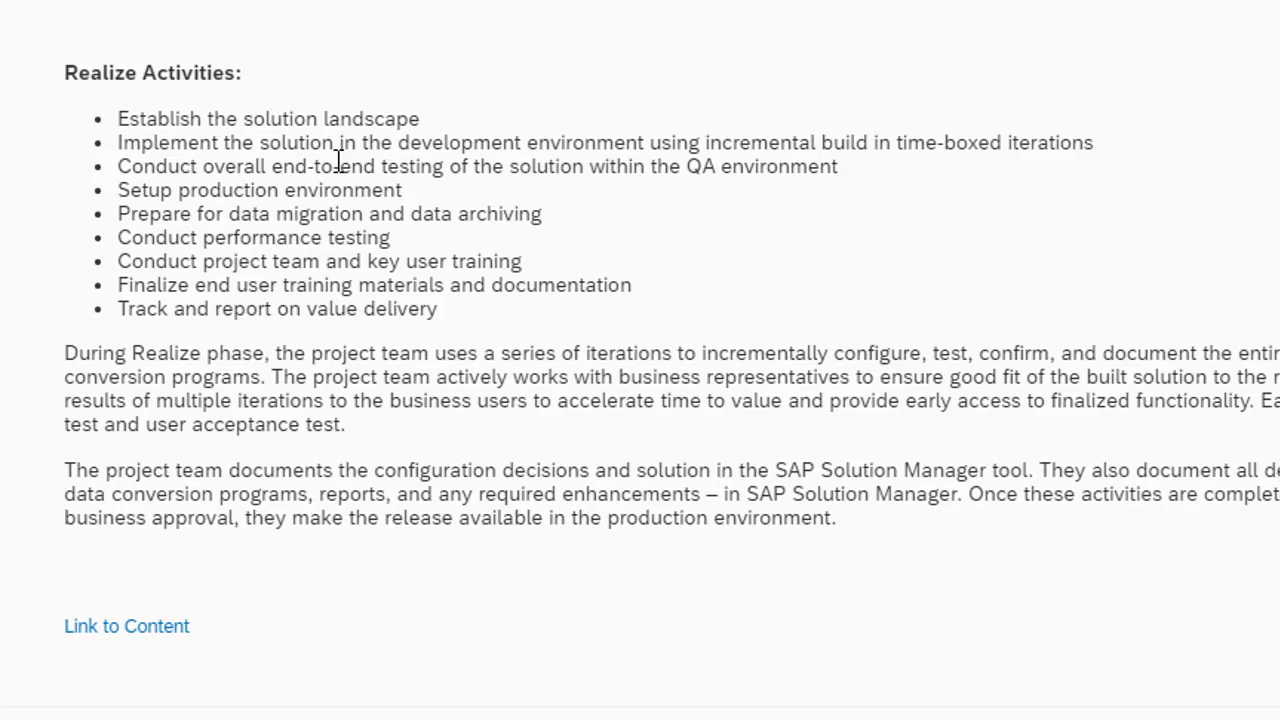 Realize Activities:
• Establish the solution landscape
• Implement the solution in the development environment using incremental build in time-boxed iterations
• Conduct overall end-to-end testing of the solution within the QA environment
• Setup production environment
• Prepare for data migration and data archiving
• Conduct performance testing
• Conduct project team and key user training
• Finalize end user training materials and documentation
• Track and report on value delivery
During Realize phase, the project team uses a series of iterations to incrementally configure, test, confirm, and document the
conversion programs. The project team actively works with business representatives to ensure good fit of the built solution to the
results of multiple iterations to the business users to accelerate time to value and provide early access to finalized functionality.
test and user acceptance test.
The project team documents the configuration decisions and solution in the SAP Solution Manager tool. They also document all
data conversion programs, reports, and any required enhancements – in SAP Solution Manager. Once these activities are
business approval, they make the release available in the production environment.
Link to Content